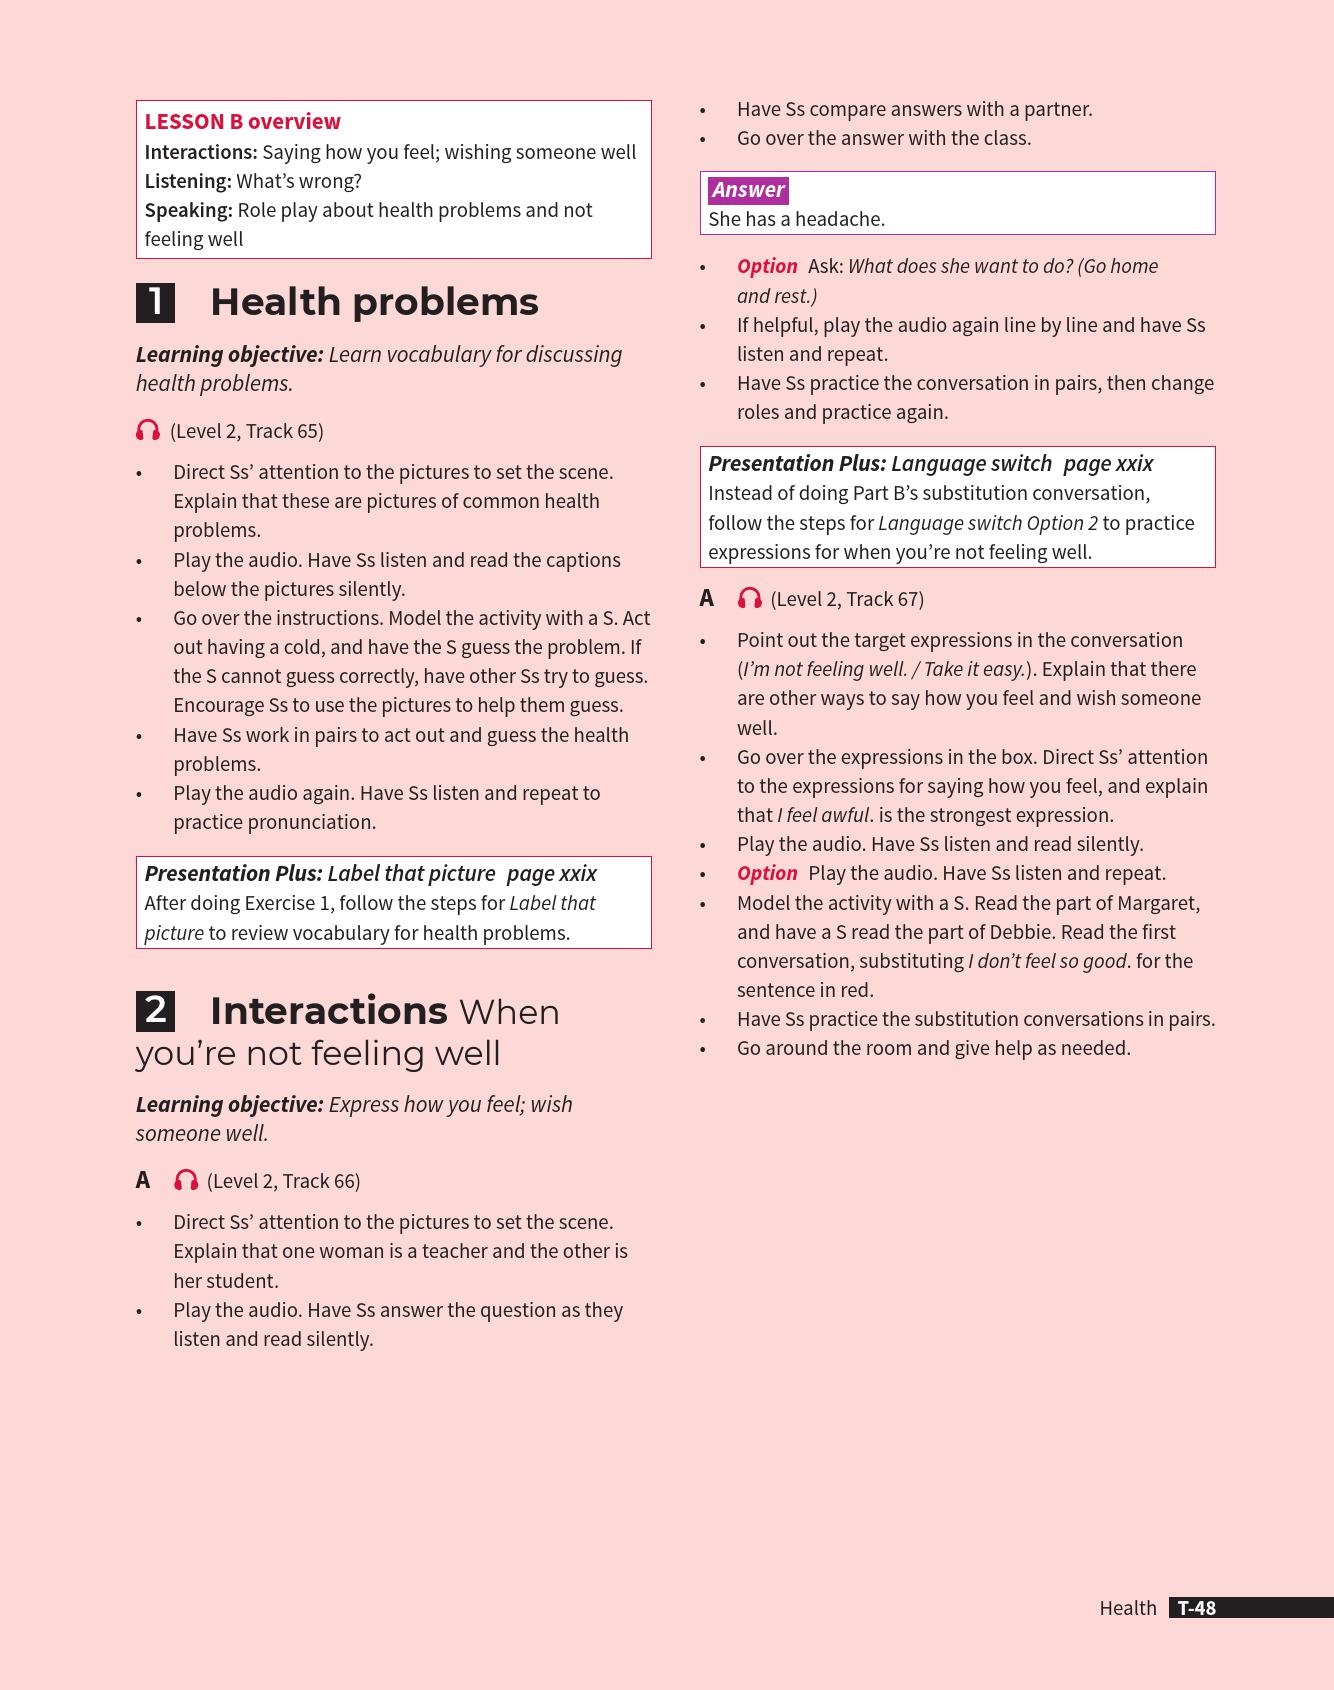 LESSON B overview
Interactions: Saying how you feel; wishing someone well
Listening: What’s wrong?
Speaking: Role play about health problems and not
feeling well
1 Health problems
Learning objective: Learn vocabulary for discussing
health problems.
(Level 2, Track 65)
• Direct Ss’ attention to the pictures to set the scene.
Explain that these are pictures of common health
problems.
• Play the audio. Have Ss listen and read the captions
below the pictures silently.
• Go over the instructions. Model the activity with a S. Act
out having a cold, and have the S guess the problem. If
the S cannot guess correctly, have other Ss try to guess.
Encourage Ss to use the pictures to help them guess.
• Have Ss work in pairs to act out and guess the health
problems.
• Play the audio again. Have Ss listen and repeat to
practice pronunciation.
Presentation Plus: Label that picture page xxix
After doing Exercise 1, follow the steps for Label that
picture to review vocabulary for health problems.
2 Interactions When
you’re not feeling well
Learning objective: Express how you feel; wish
someone well.
A (Level 2, Track 66)
• Direct Ss’ attention to the pictures to set the scene.
Explain that one woman is a teacher and the other is
her student.
• Play the audio. Have Ss answer the question as they
listen and read silently.
• Have Ss compare answers with a partner.
• Go over the answer with the class.
Answer
She has a headache.
• Option Ask: What does she want to do? (Go home
and rest.)
• If helpful, play the audio again line by line and have Ss
listen and repeat.
• Have Ss practice the conversation in pairs, then change
roles and practice again.
Presentation Plus: Language switch page xxix
Instead of doing Part B’s substitution conversation,
follow the steps for Language switch Option 2 to practice
expressions for when you’re not feeling well.
A (Level 2, Track 67)
• Point out the target expressions in the conversation
(I’m not feeling well. / Take it easy.). Explain that there
are other ways to say how you feel and wish someone
well.
• Go over the expressions in the box. Direct Ss’ attention
to the expressions for saying how you feel, and explain
that I feel awful. is the strongest expression.
• Play the audio. Have Ss listen and read silently.
• Option Play the audio. Have Ss listen and repeat.
• Model the activity with a S. Read the part of Margaret,
and have a S read the part of Debbie. Read the first
conversation, substituting I don’t feel so good. for the
sentence in red.
• Have Ss practice the substitution conversations in pairs.
• Go around the room and give help as needed.
Health T-48